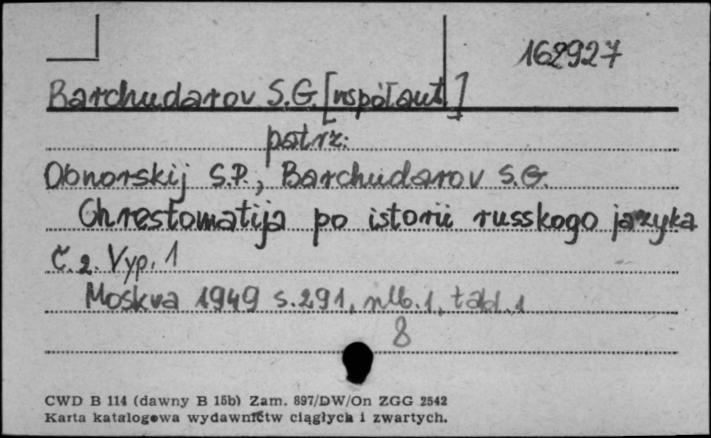 162927
Barchudarov S.G. [współaut.]
patrz:
Obnorskij S.P., Barchudarov S.G.
Chrestomatija po istorii russkogo jazyka
Č. 2. Vyp. 1
Moskva 1949 s. 291, nlb. 1, tabl. 1
8
CWD B 114 (dawny B 15b) Zam. 897/DW/On ZGG 2542
Karta katalogowa wydawnictw ciągłych i zwartych.